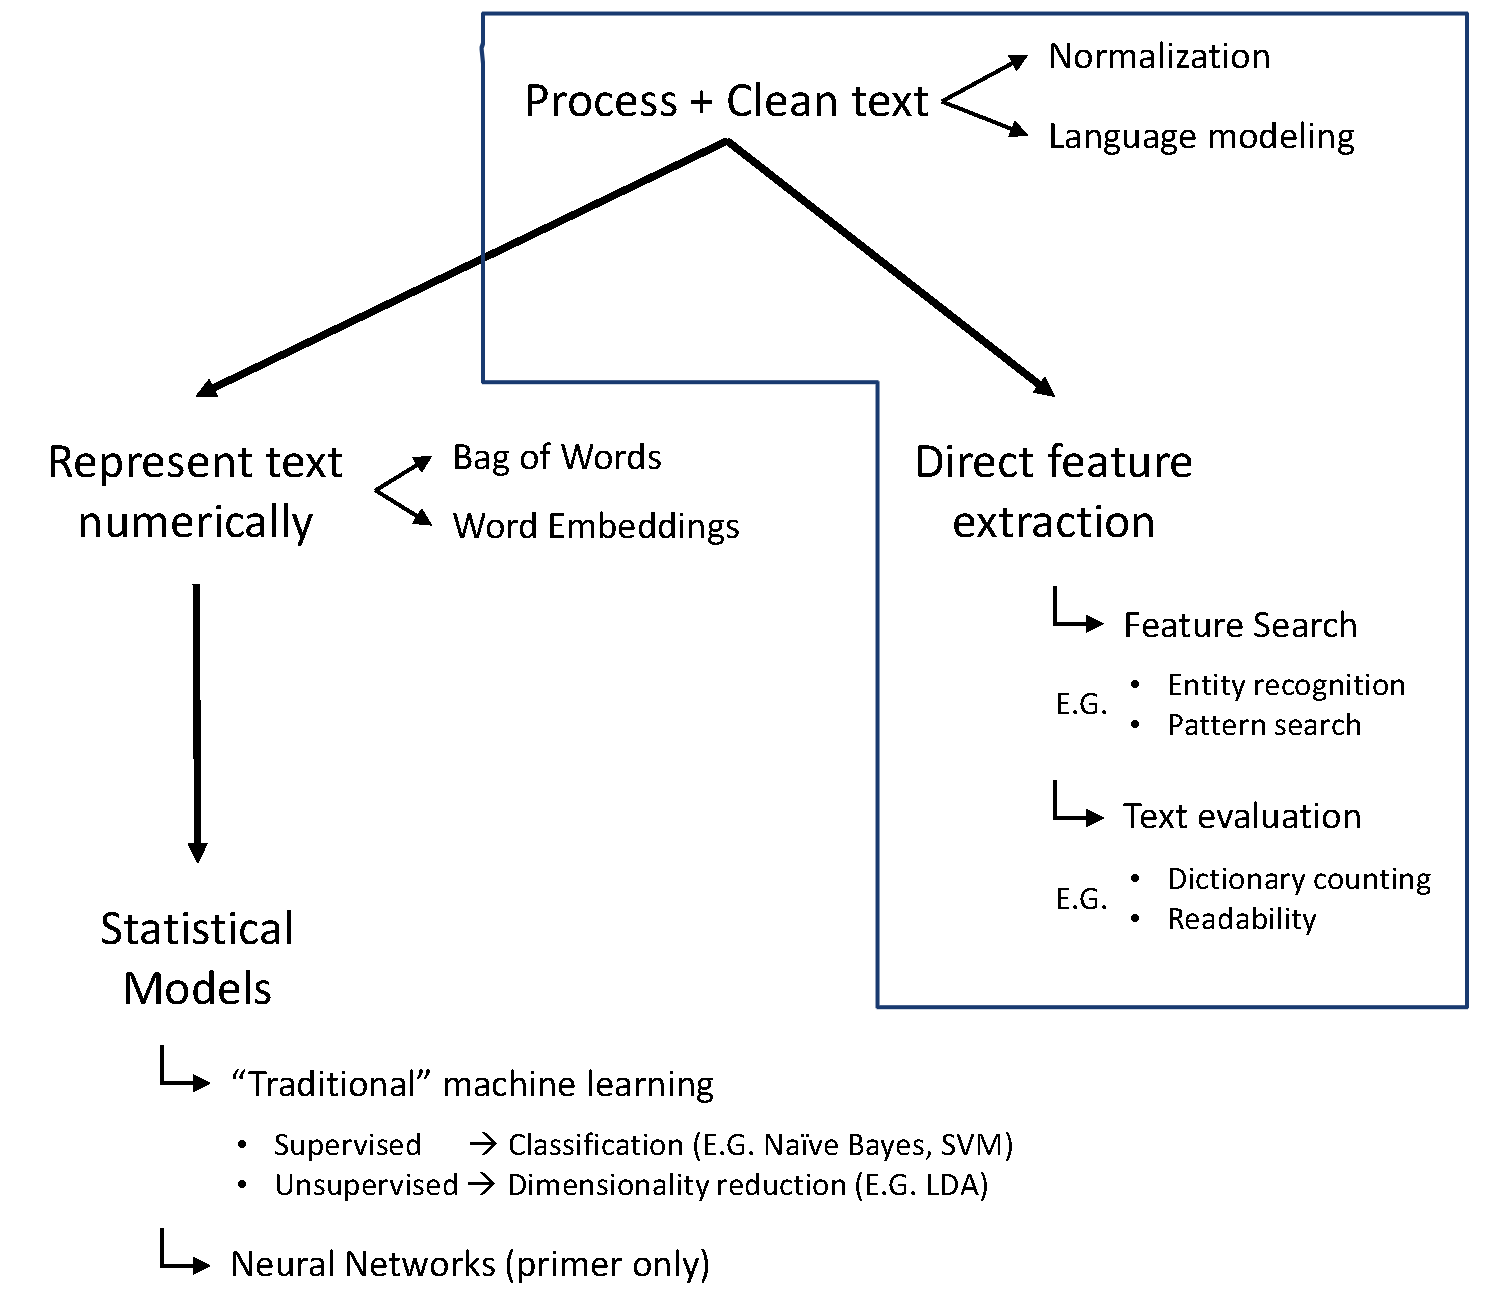 Process + Clean text
Normalization
Language modeling
Represent text
numerically
Bag of Words
Word Embeddings
Direct feature
extraction
Feature Search
E.G.
• Entity recognition
• Pattern search
Text evaluation
E.G.
• Dictionary counting
• Readability
Statistical
Models
“Traditional” machine learning
• Supervised → Classification (E.G. Naïve Bayes, SVM)
• Unsupervised → Dimensionality reduction (E.G. LDA)
Neural Networks (primer only)